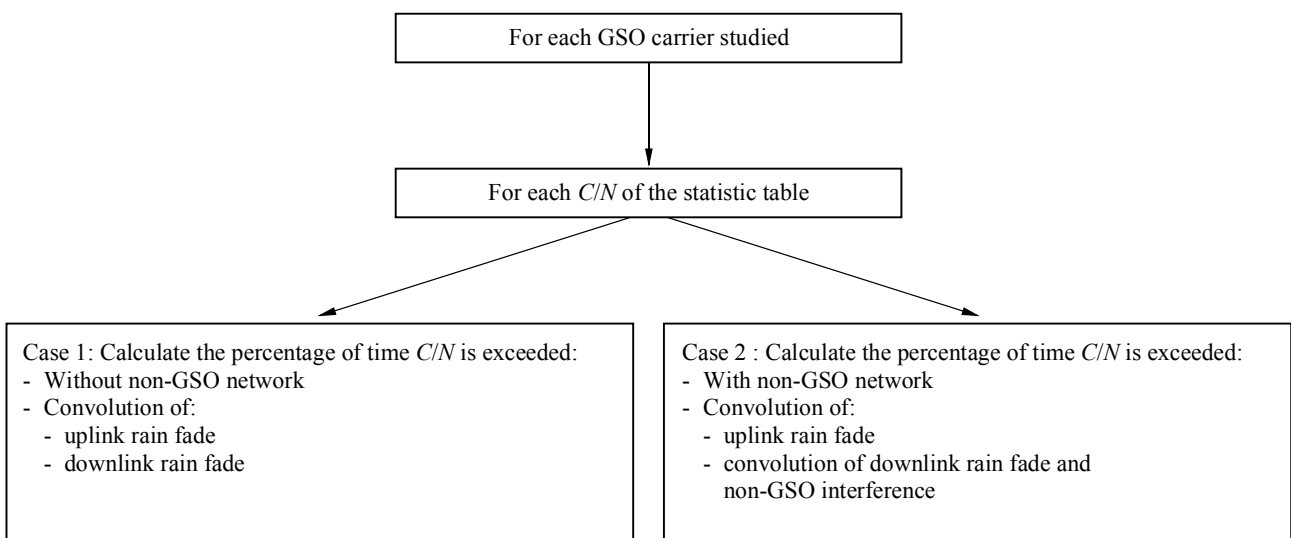 For each GSO carrier studied
For each C/N of the statistic table
Case 1: Calculate the percentage of time C/N is exceeded:
- Without non-GSO network
- Convolution of:
- uplink rain fade
- downlink rain fade
Case 2 : Calculate the percentage of time C/N is exceeded:
- With non-GSO network
- Convolution of:
- uplink rain fade
- convolution of downlink rain fade and
non-GSO interference